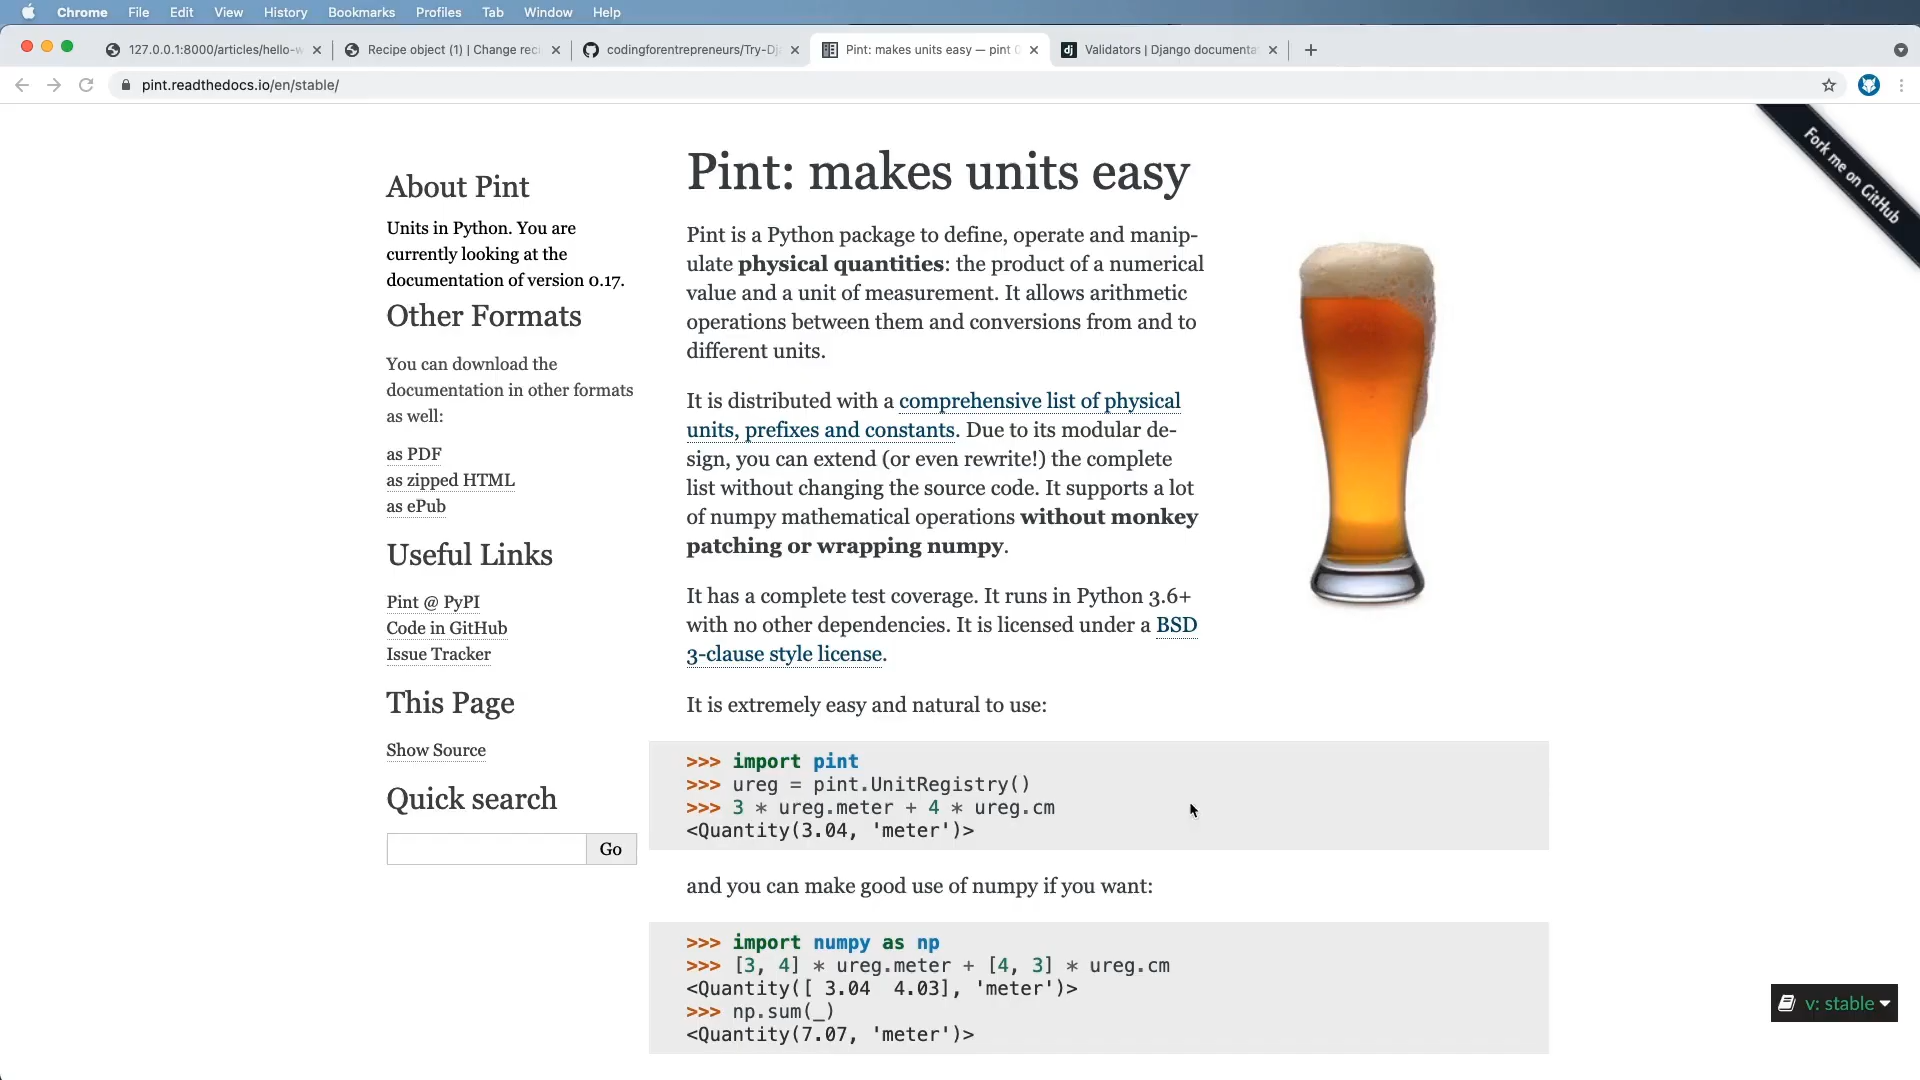 Chrome File Edit View History Bookmarks Profiles Tab Window Help
127.0.0.1:8000/articles/hello-w
Recipe object (1) | Change rec
codingforentrepreneurs/Try-Dj
Pint: makes units easy — pint 0
dj Validators | Django documenta
pint.readthedocs.io/en/stable/
Fork me on GitHub
About Pint
Units in Python. You are
currently looking at the
documentation of version 0.17.
Other Formats
You can download the
documentation in other formats
as well:
as PDF
as zipped HTML
as ePub
Useful Links
Pint @ PyPI
Code in GitHub
Issue Tracker
This Page
Show Source
Quick search
Go
Pint: makes units easy
Pint is a Python package to define, operate and manip-
ulate physical quantities: the product of a numerical
value and a unit of measurement. It allows arithmetic
operations between them and conversions from and to
different units.
It is distributed with a comprehensive list of physical
units, prefixes and constants. Due to its modular de-
sign, you can extend (or even rewrite!) the complete
list without changing the source code. It supports a lot
of numpy mathematical operations without monkey
patching or wrapping numpy.
It has a complete test coverage. It runs in Python 3.6+
with no other dependencies. It is licensed under a BSD
3-clause style license.
It is extremely easy and natural to use:
>>> import pint
>>> ureg = pint.UnitRegistry()
>>> 3 * ureg.meter + 4 * ureg.cm
<Quantity(3.04, 'meter')>
and you can make good use of numpy if you want:
>>> import numpy as np
>>> [3, 4] * ureg.meter + [4, 3] * ureg.cm
<Quantity([ 3.04  4.03], 'meter')>
>>> np.sum(_)
<Quantity(7.07, 'meter')>
v: stable